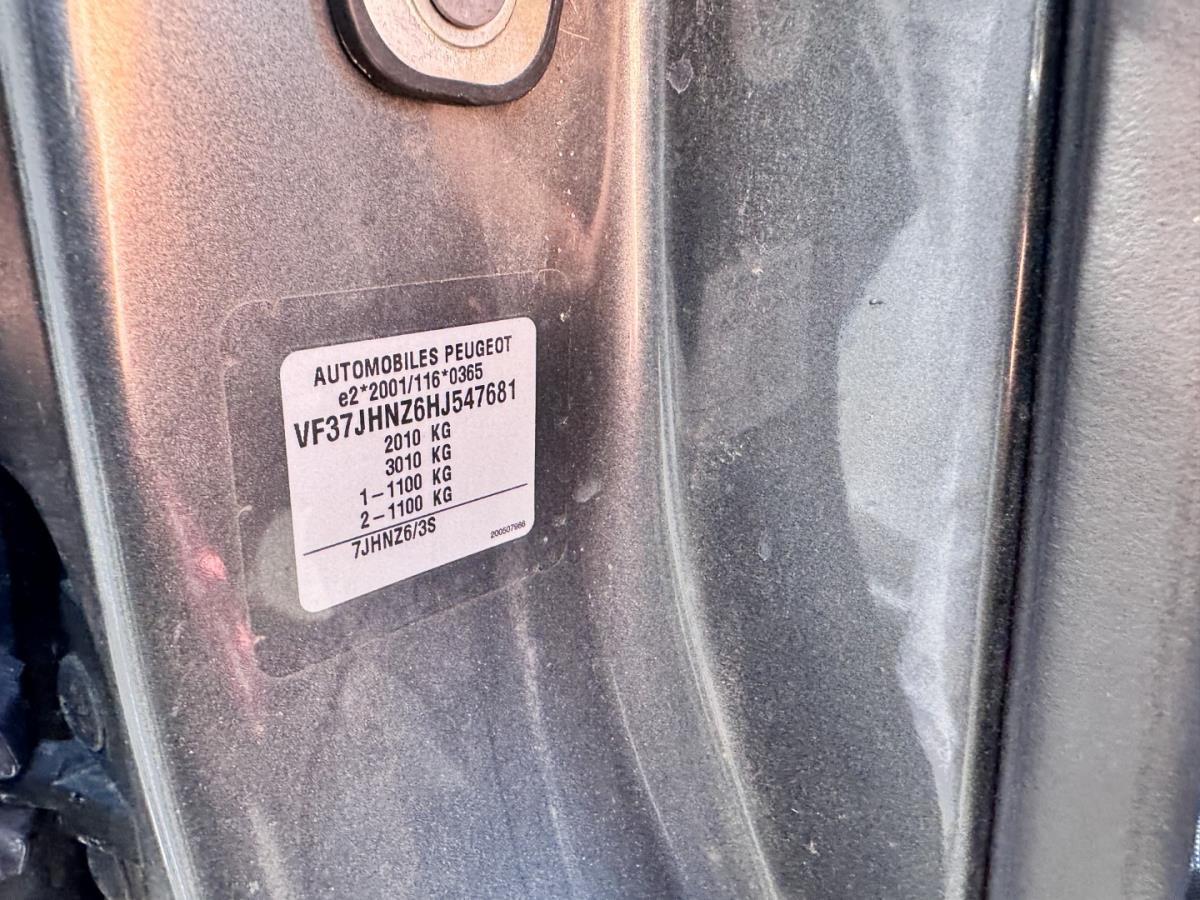 AUTOMOBILES PEUGEOT
e2*2001/116*0365
VF37JHNZ6HJ547681
2010 KG
3010 KG
1-1100 KG
2-1100 KG
7JHNZ6/3S
200507986